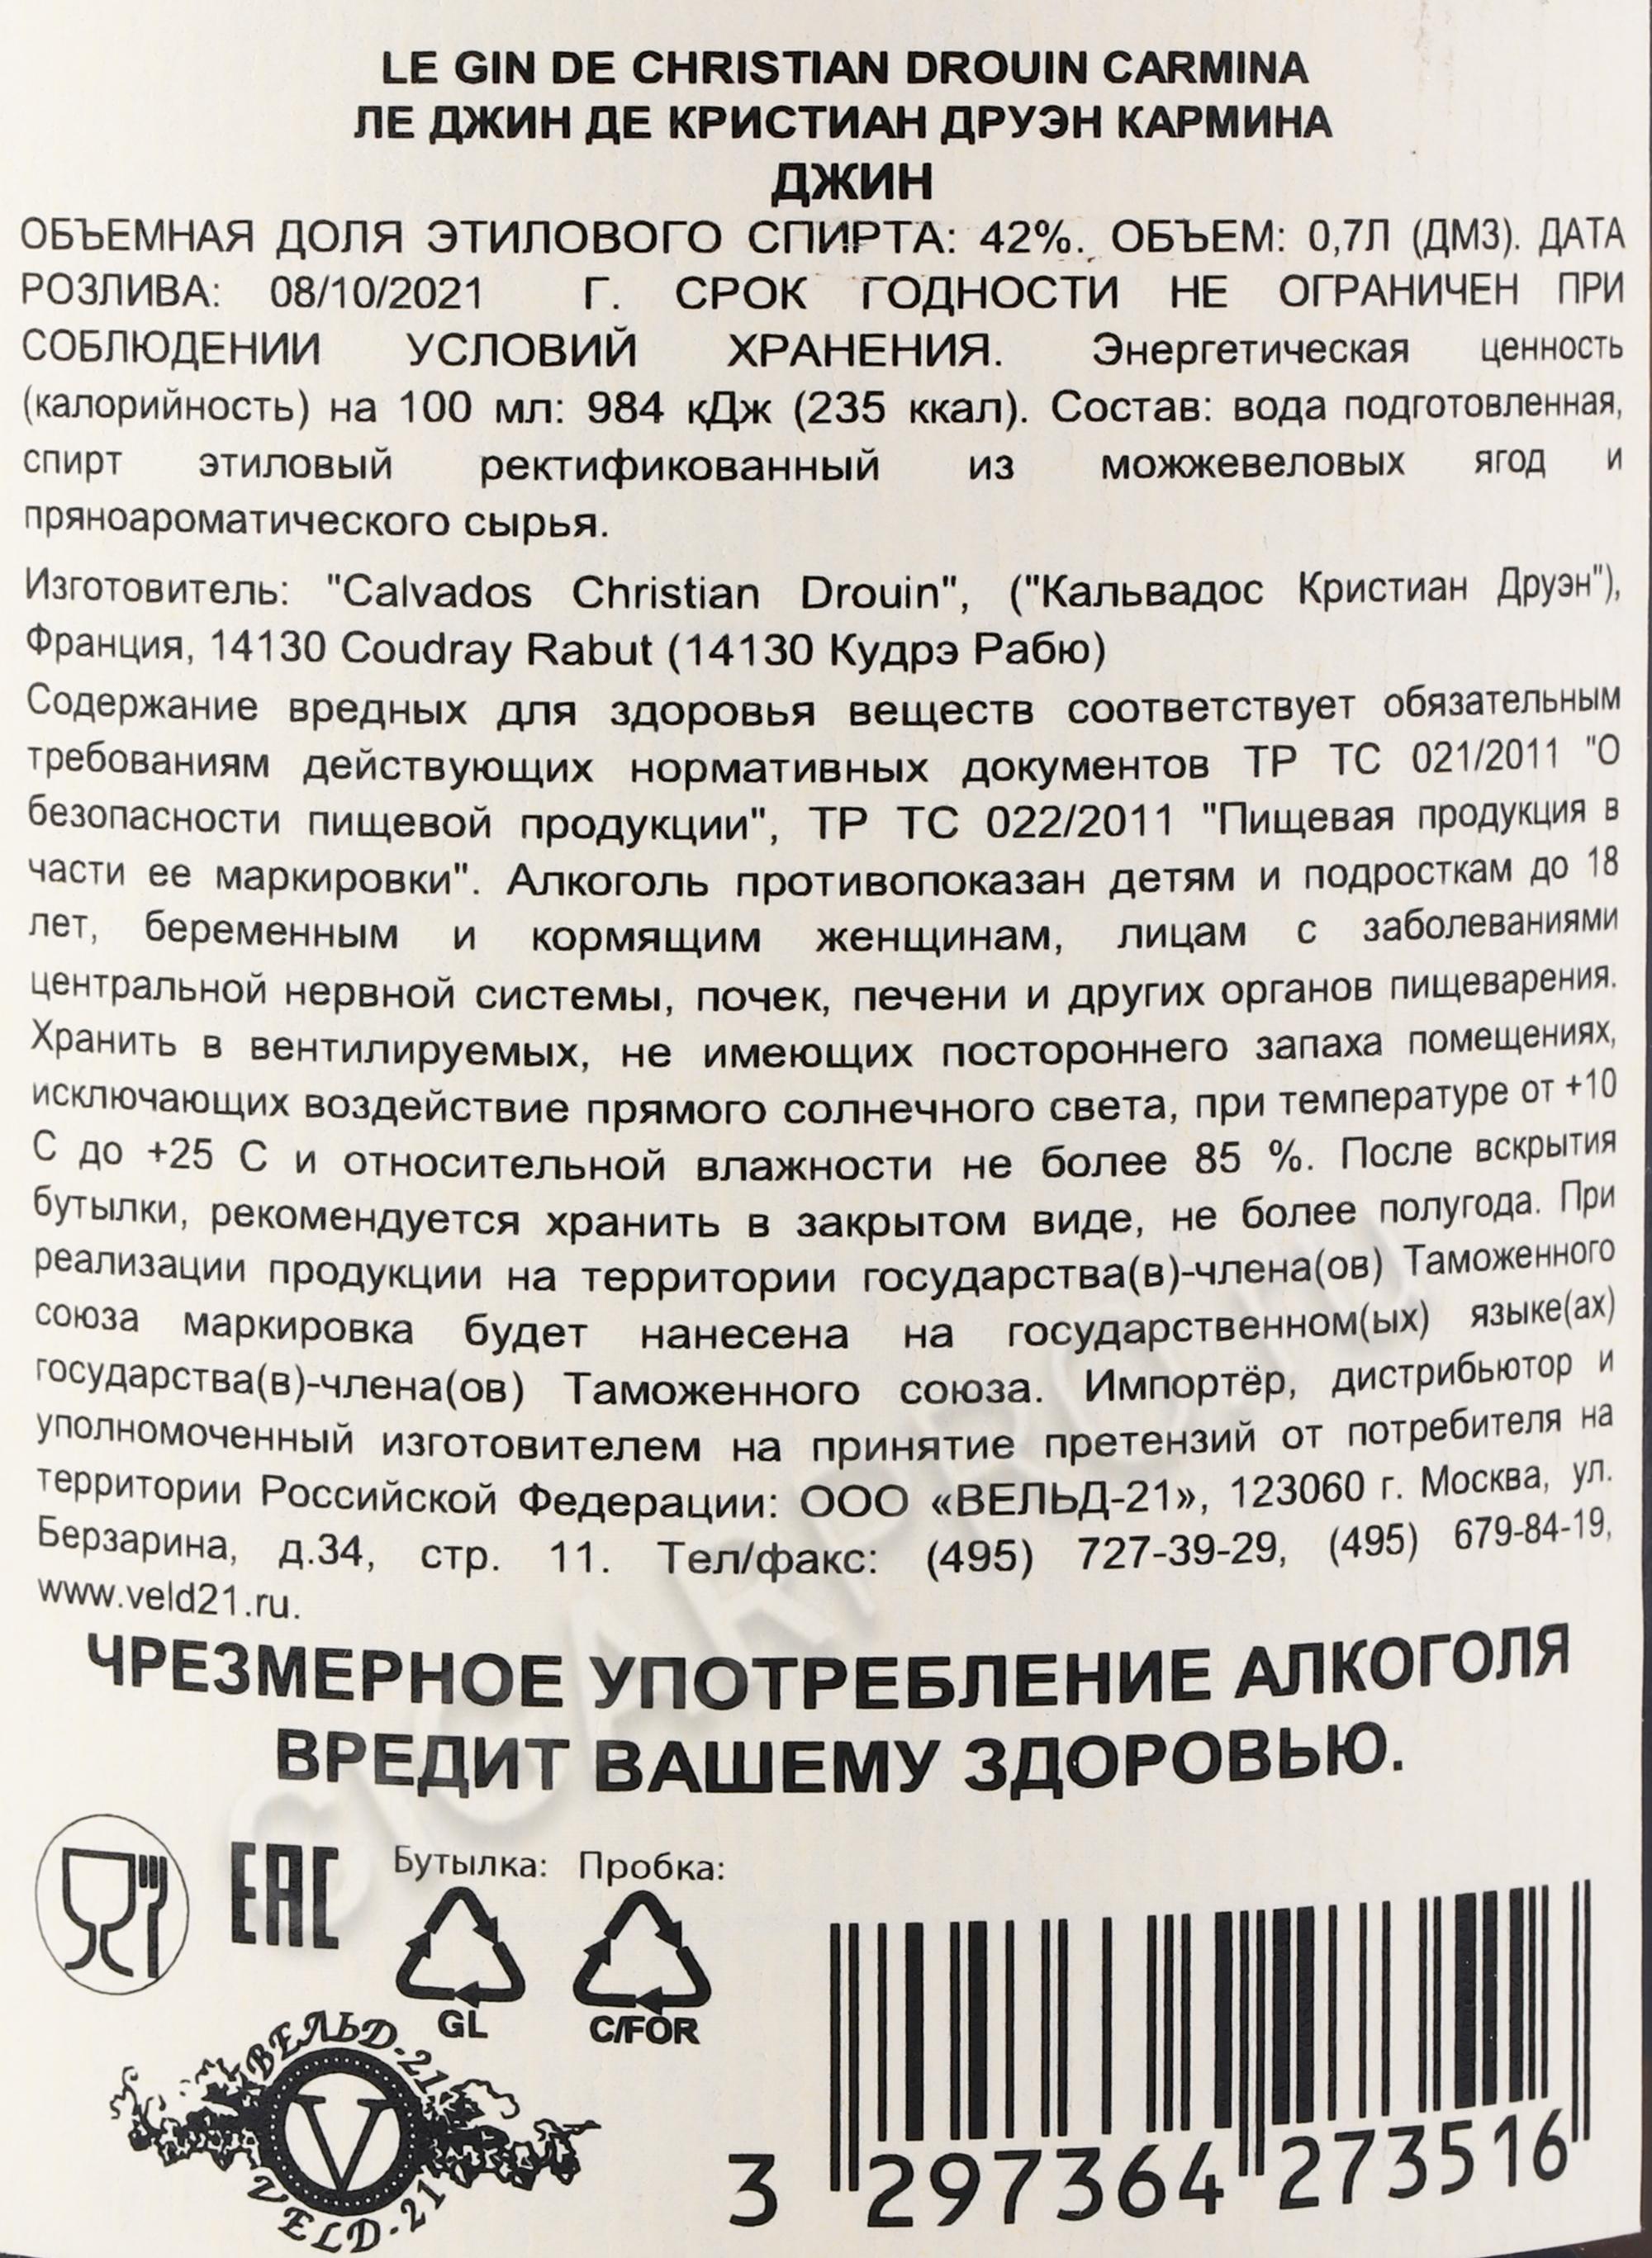 LE GIN DE CHRISTIAN DROUIN CARMINA
ЛЕ ДЖИН ДЕ КРИСТИАН ДРУЭН КАРМИНА
ДЖИН
ОБЪЕМНАЯ ДОЛЯ ЭТИЛОВОГО СПИРТА: 42%. ОБЪЕМ: 0,7Л (ДМ3). ДАТА
РОЗЛИВА: 08/10/2021 Г. СРОК ГОДНОСТИ НЕ ОГРАНИЧЕН ПРИ
СОБЛЮДЕНИИ УСЛОВИЙ ХРАНЕНИЯ. Энергетическая ценность
(калорийность) на 100 мл: 984 кДж (235 ккал). Состав: вода подготовленная,
спирт этиловый ректификованный из можжевеловых ягод и
пряноароматического сырья.
Изготовитель: "Calvados Christian Drouin", ("Кальвадос Кристиан Друэн"),
Франция, 14130 Coudray Rabut (14130 Кудрэ Рабю)
Содержание вредных для здоровья веществ соответствует обязательным
требованиям действующих нормативных документов ТР ТС 021/2011 "О
безопасности пищевой продукции", ТР ТС 022/2011 "Пищевая продукция в
части ее маркировки". Алкоголь противопоказан детям и подросткам до 18
лет, беременным и кормящим женщинам, лицам с заболеваниями
центральной нервной системы, почек, печени и других органов пищеварения.
Хранить в вентилируемых, не имеющих постороннего запаха помещениях,
исключающих воздействие прямого солнечного света, при температуре от +10
С до +25 С и относительной влажности не более 85 %. После вскрытия
бутылки, рекомендуется хранить в закрытом виде, не более полугода. При
реализации продукции на территории государства(в)-члена(ов) Таможенного
союза маркировка будет нанесена на государственном(ых) языке(ах)
государства(в)-члена(ов) Таможенного союза. Импортёр, дистрибьютор и
уполномоченный изготовителем на принятие претензий от потребителя на
территории Российской Федерации: ООО «ВЕЛЬД-21», 123060 г. Москва, ул.
Берзарина, д.34, стр. 11. Тел/факс: (495) 727-39-29, (495) 679-84-19,
www.veld21.ru.
ЧРЕЗМЕРНОЕ УПОТРЕБЛЕНИЕ АЛКОГОЛЯ
ВРЕДИТ ВАШЕМУ ЗДОРОВЬЮ.
EAC
Бутылка: Пробка:
GL C/FOR
ВЕЛЬД-21
V
VELD-21
3 297364 273516
CIGARPRO.ru